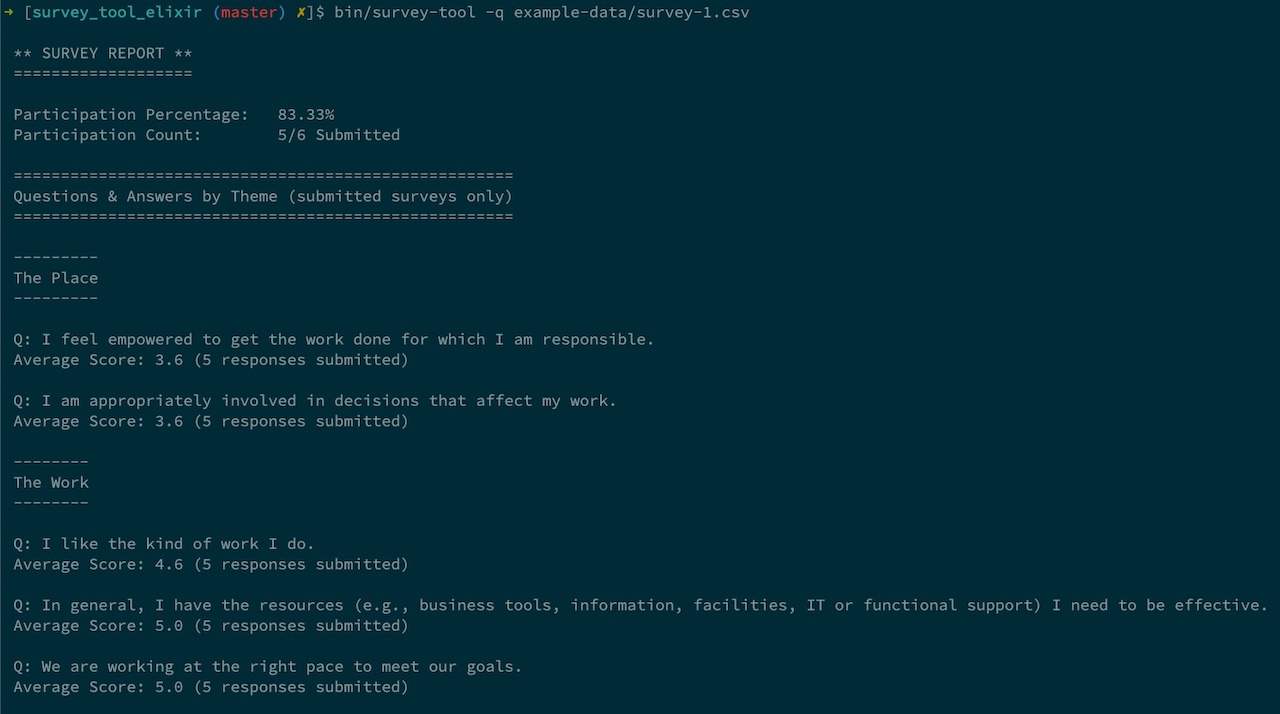 ➜ [survey_tool_elixir (master) ✗]$ bin/survey-tool -q example-data/survey-1.csv
** SURVEY REPORT **
===================
Participation Percentage:   83.33%
Participation Count:        5/6 Submitted
=====================================================
Questions & Answers by Theme (submitted surveys only)
=====================================================
---------
The Place
---------
Q: I feel empowered to get the work done for which I am responsible.
Average Score: 3.6 (5 responses submitted)
Q: I am appropriately involved in decisions that affect my work.
Average Score: 3.6 (5 responses submitted)
--------
The Work
--------
Q: I like the kind of work I do.
Average Score: 4.6 (5 responses submitted)
Q: In general, I have the resources (e.g., business tools, information, facilities, IT or functional support) I need to be effective.
Average Score: 5.0 (5 responses submitted)
Q: We are working at the right pace to meet our goals.
Average Score: 5.0 (5 responses submitted)